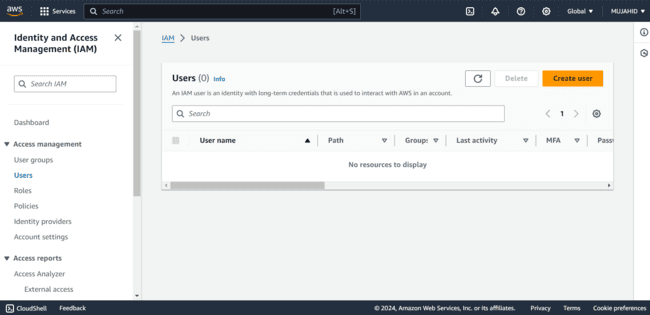 aws Services Search [Alt+S] Global ▼ MUJAHID ▼
Identity and Access
Management (IAM)
Search IAM
Dashboard
Access management
User groups
Users
Roles
Policies
Identity providers
Account settings
Access reports
Access Analyzer
External access
IAM > Users
Users (0) Info
Delete
Create user
An IAM user is an identity with long-term credentials that is used to interact with AWS in an account.
Search
1
User name Path Groups Last activity MFA Pass
No resources to display
CloudShell Feedback © 2024, Amazon Web Services, Inc. or its affiliates. Privacy Terms Cookie preferences